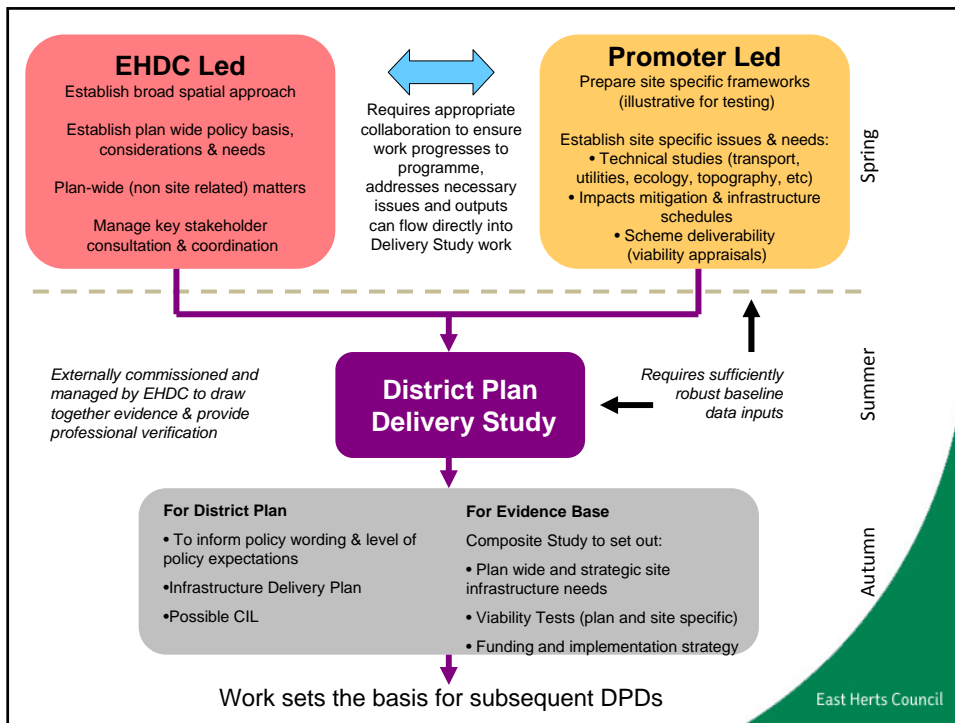 EHDC Led
Establish broad spatial approach
Establish plan wide policy basis,
considerations & needs
Plan-wide (non site related) matters
Manage key stakeholder
consultation & coordination
Requires appropriate
collaboration to ensure
work progresses to
programme,
addresses necessary
issues and outputs
can flow directly into
Delivery Study work
Promoter Led
Prepare site specific frameworks
(illustrative for testing)
Establish site specific issues & needs:
• Technical studies (transport,
utilities, ecology, topography, etc)
• Impacts mitigation & infrastructure
schedules
• Scheme deliverability
(viability appraisals)
Spring
Externally commissioned and
managed by EHDC to draw
together evidence & provide
professional verification
District Plan
Delivery Study
Requires sufficiently
robust baseline
data inputs
Summer
For District Plan
• To inform policy wording & level of
policy expectations
•Infrastructure Delivery Plan
•Possible CIL
For Evidence Base
Composite Study to set out:
• Plan wide and strategic site
infrastructure needs
• Viability Tests (plan and site specific)
• Funding and implementation strategy
Autumn
Work sets the basis for subsequent DPDs
East Herts Council